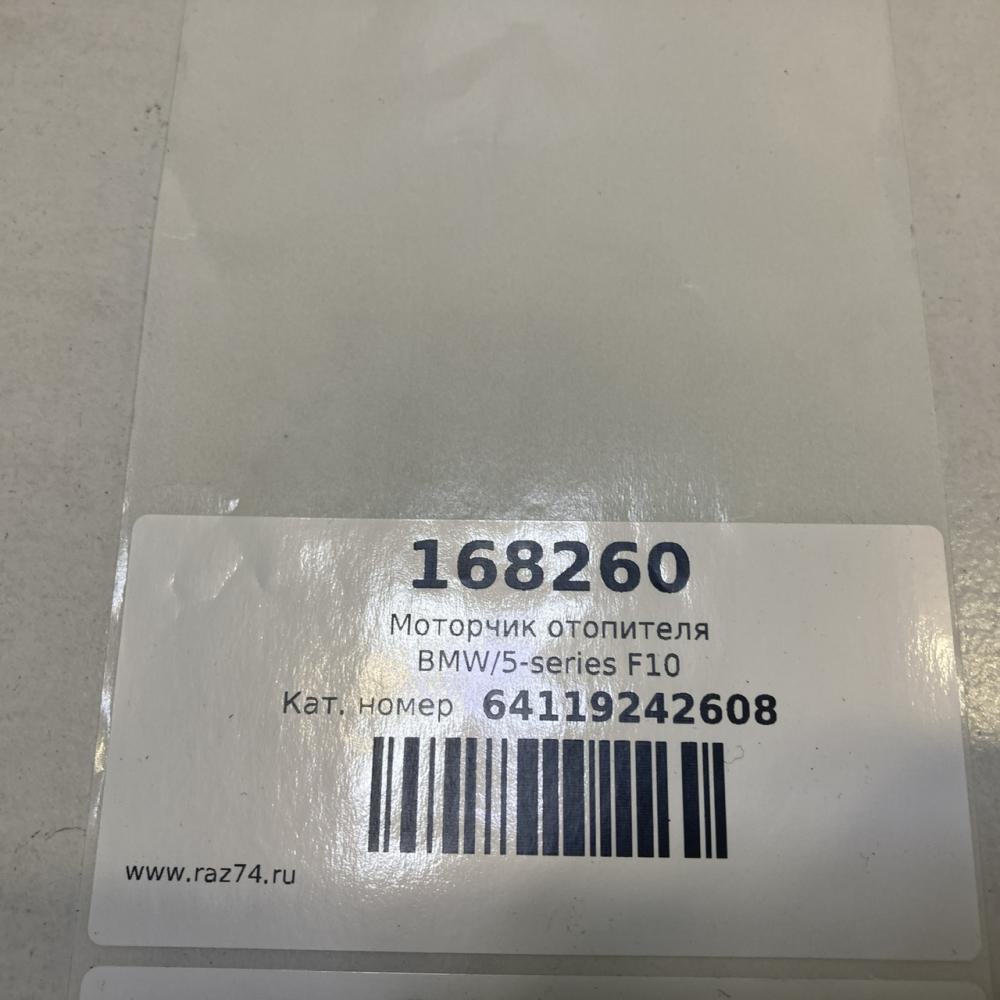 168260
Моторчик отопителя
BMW/5-series F10
Кат. номер 64119242608
www.raz74.ru